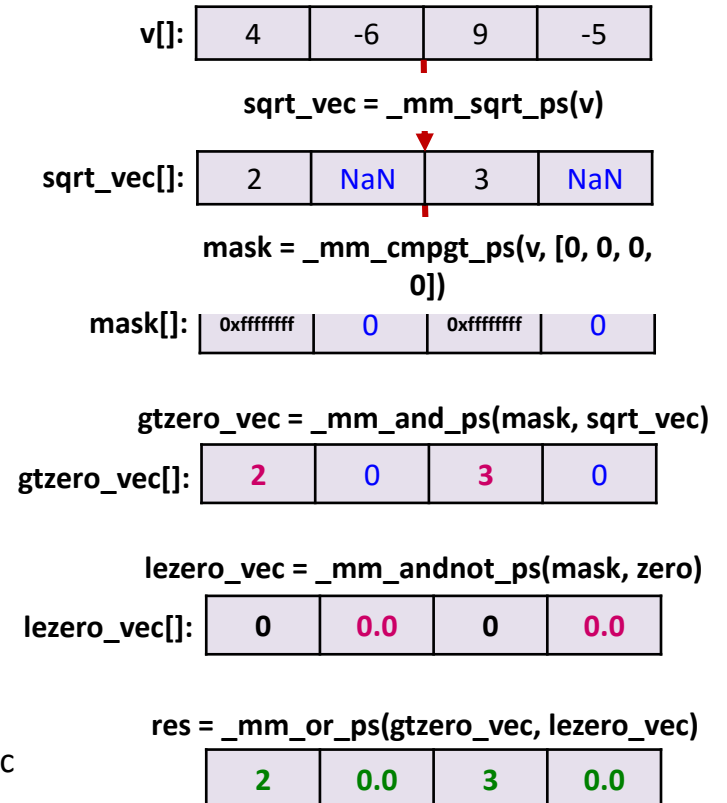 v[]: 4 -6 9 -5
sqrt_vec = _mm_sqrt_ps(v)
sqrt_vec[]: 2 NaN 3 NaN
mask = _mm_cmpgt_ps(v, [0, 0, 0,
0])
mask[]: 0xffffffff 0 0xffffffff 0
gtzero_vec = _mm_and_ps(mask, sqrt_vec)
gtzero_vec[]: 2 0 3 0
lezero_vec = _mm_andnot_ps(mask, zero)
lezero_vec[]: 0 0.0 0 0.0
res = _mm_or_ps(gtzero_vec, lezero_vec)
c 2 0.0 3 0.0